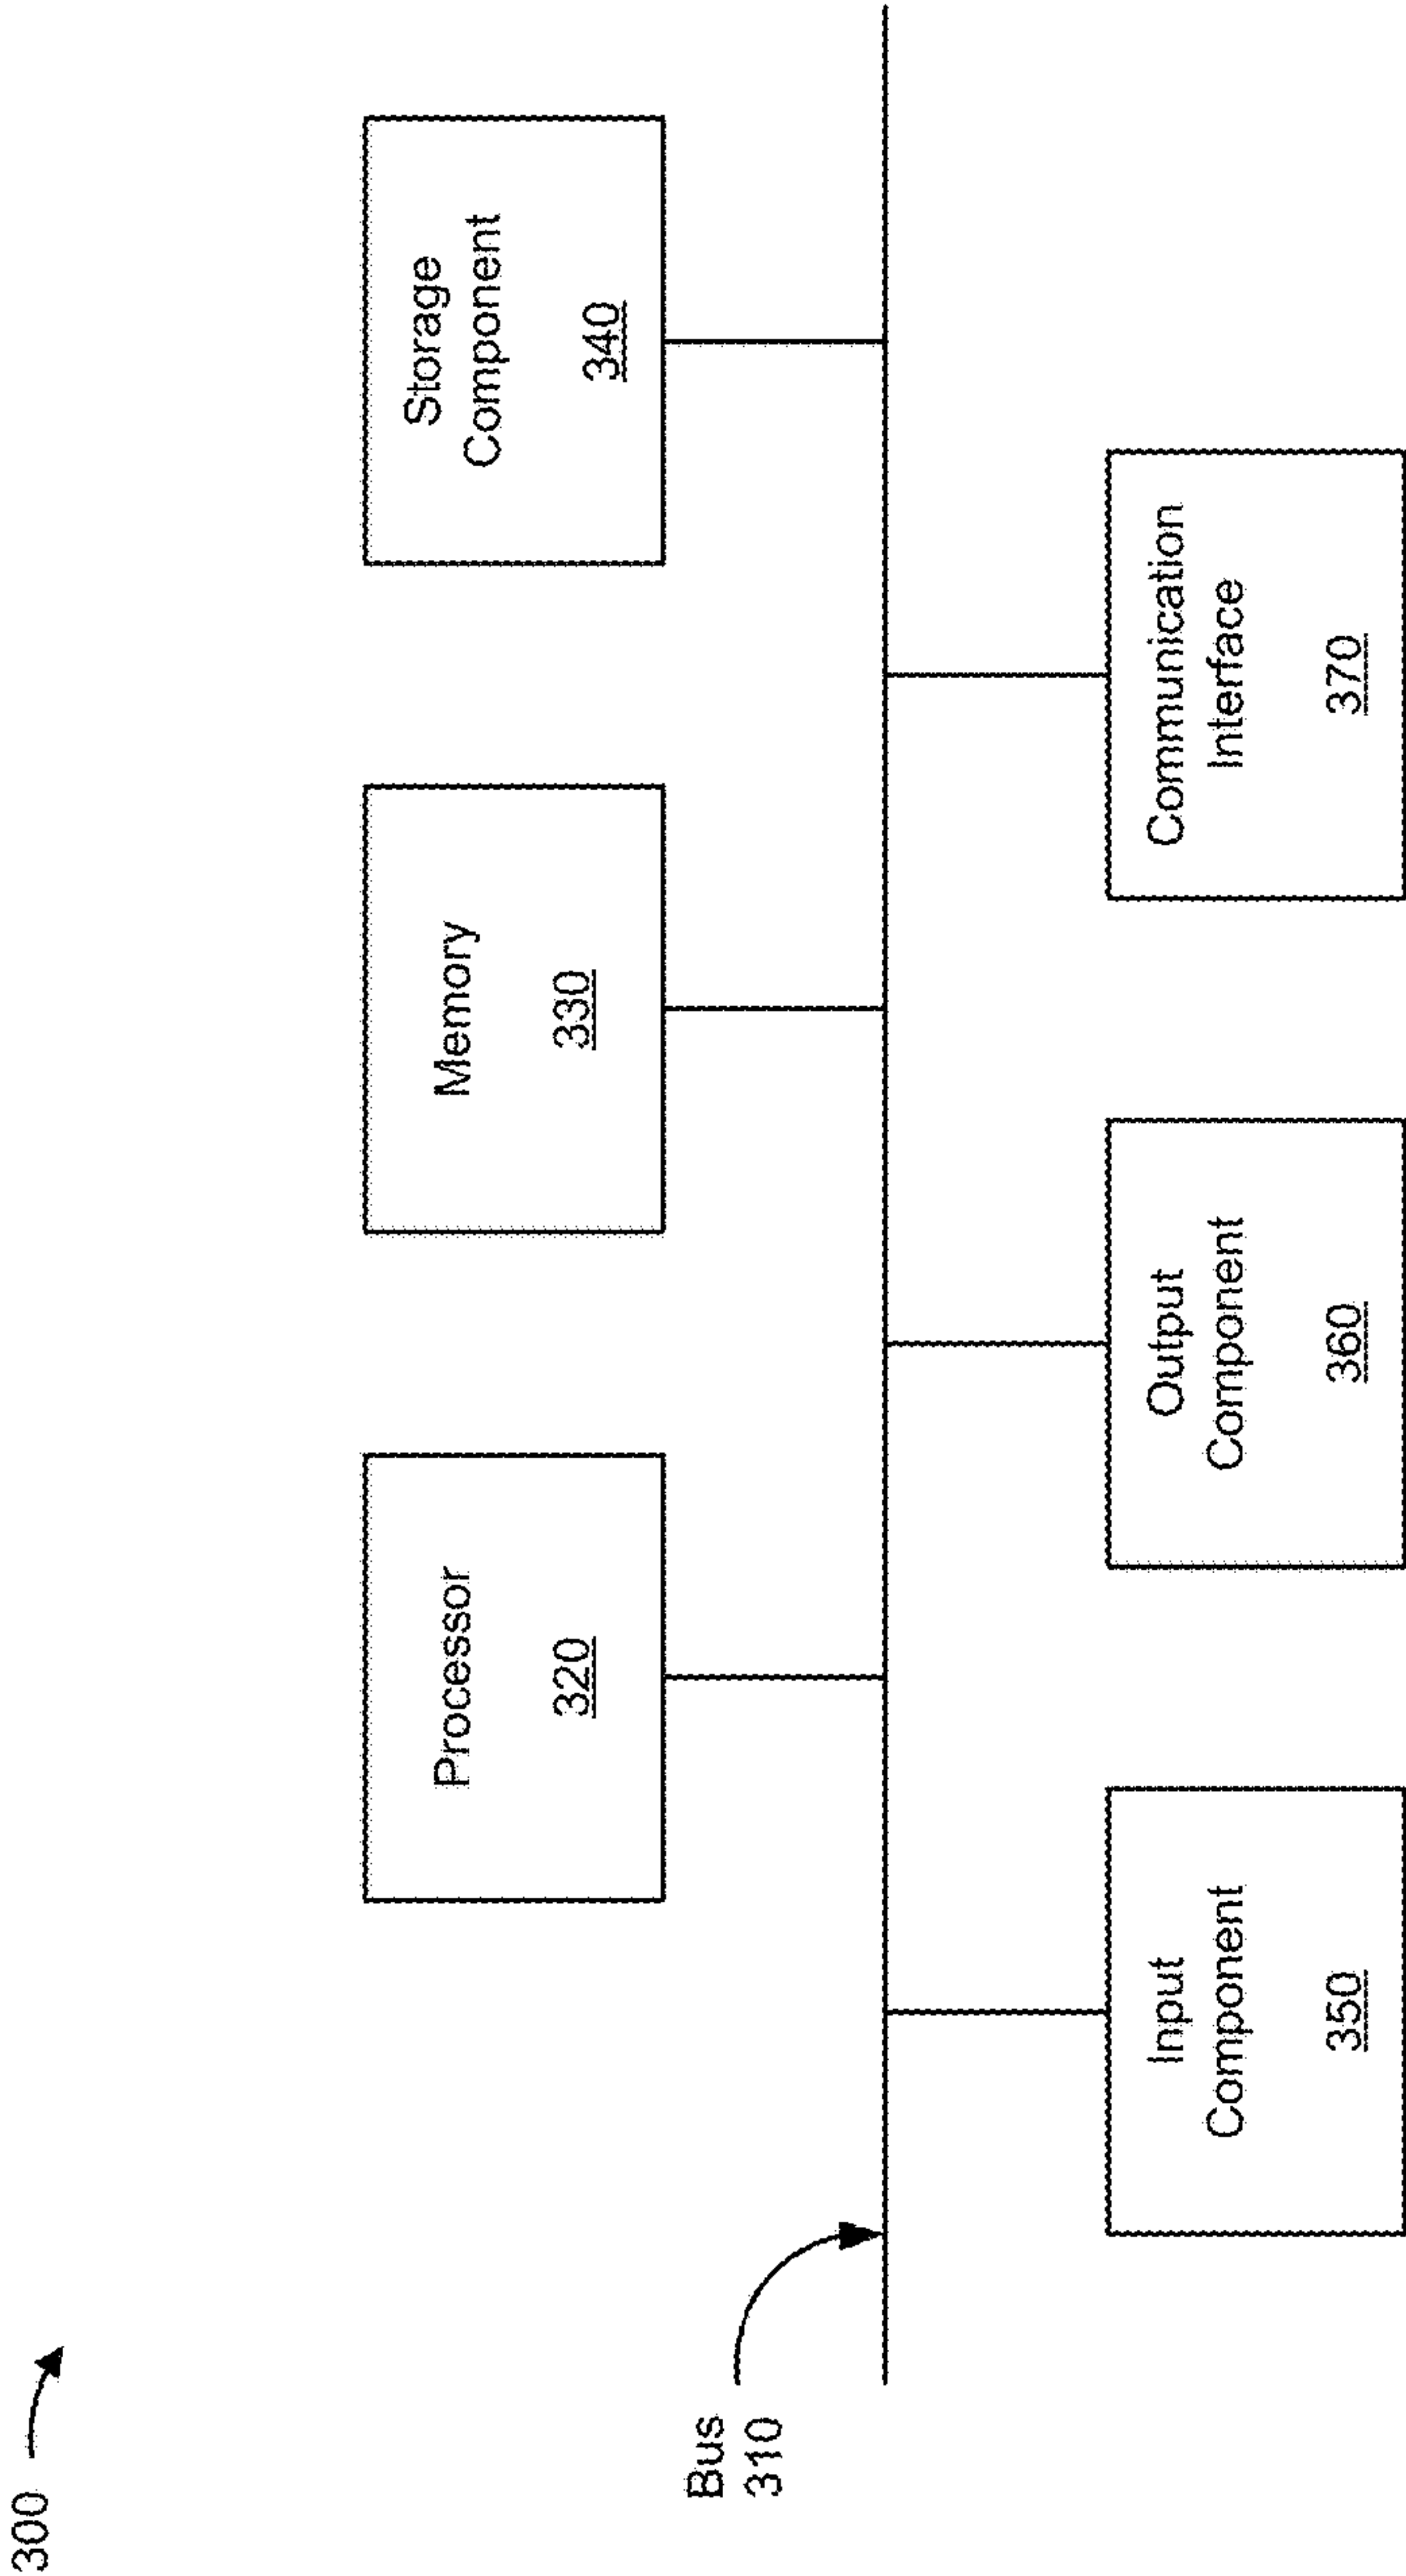 300
Bus
310
Processor
320
Memory
330
Storage
Component
340
Input
Component
350
Output
Component
360
Communication
Interface
370